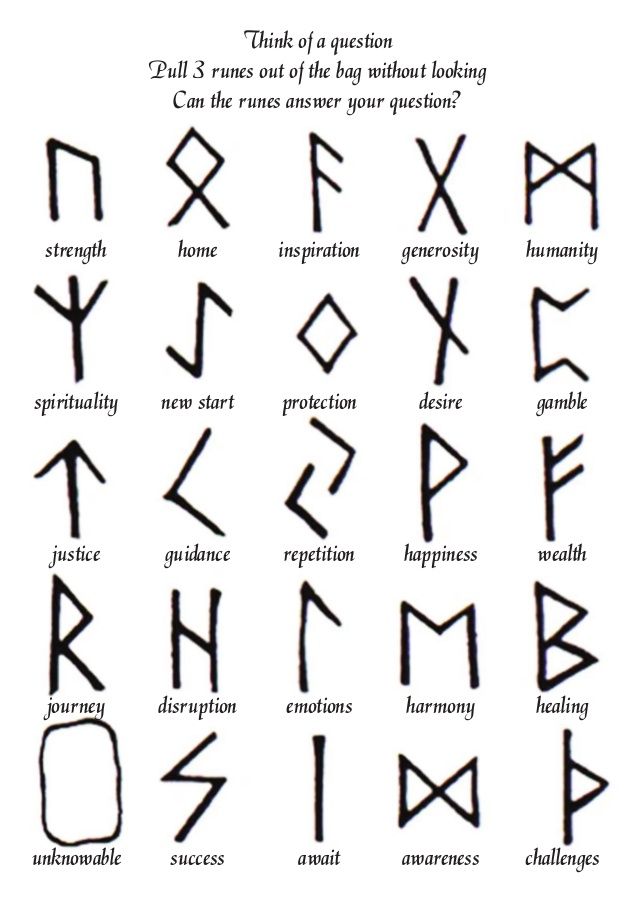 Think of a question
Pull 3 runes out of the bag without looking
Can the runes answer your question?
ᚢ ᛟ ᚨ ᚷ ᛗ
strength home inspiration generosity humanity
ᛉ ᛇ ᛜ ᚾ ᛈ
spirituality new start protection desire gamble
ᛏ ᚲ ᛃ ᚹ ᚠ
justice guidance repetition happiness wealth
ᚱ ᚺ ᛚ ᛖ ᛒ
journey disruption emotions harmony healing
ᛊ ᛁ ᛞ ᚦ
unknowable success await awareness challenges